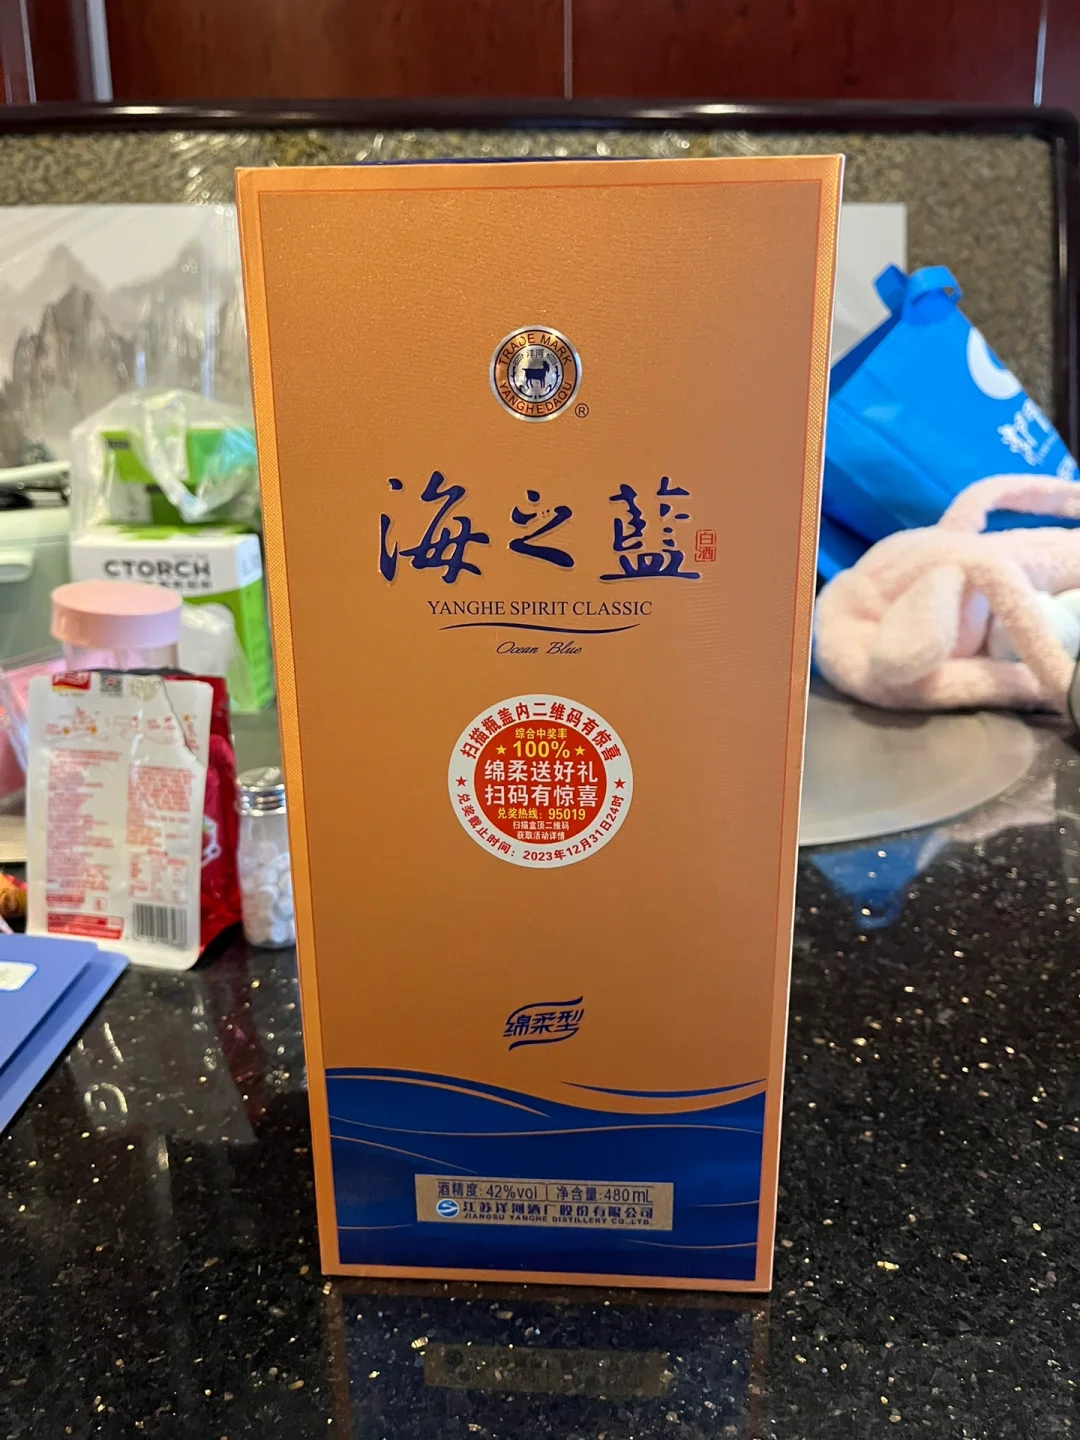 TRADE MARK
洋河
YANGHEDAQU
®
海之藍
白酒
YANGHE SPIRIT CLASSIC
Ocean Blue
扫描瓶盖内二维码有惊喜
综合中奖率
★100%★
绵柔送好礼
扫码有惊喜
兑奖热线：95019
扫描盒顶二维码
获取活动详情
★兑奖截止时间：2023年12月31日24时★
绵柔型
酒精度:42%vol 净含量:480mL
江苏洋河酒厂股份有限公司
JIANGSU YANGHE DISTILLERY CO.,LTD.
CTORCH